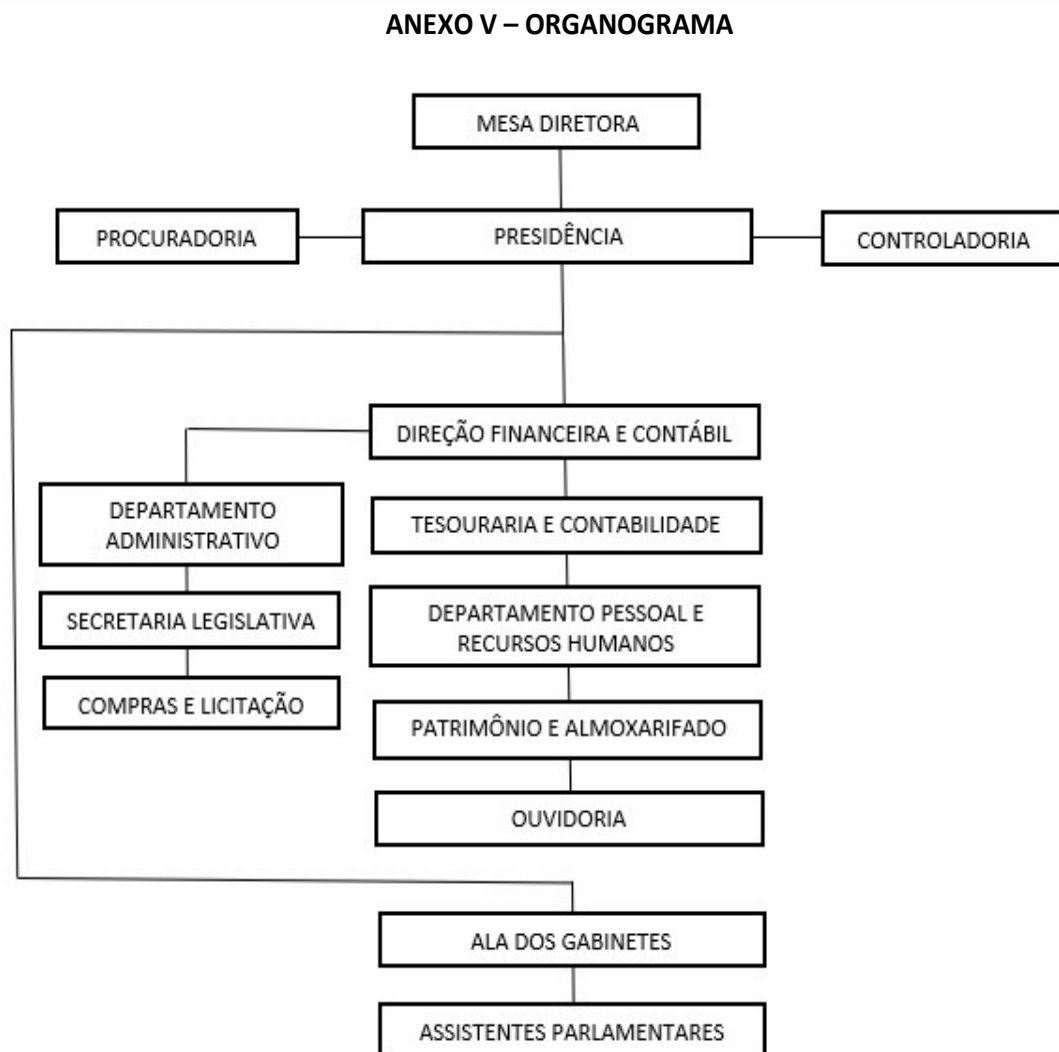 ANEXO V – ORGANOGRAMA
MESA DIRETORA
PROCURADORIA
PRESIDÊNCIA
CONTROLADORIA
DIREÇÃO FINANCEIRA E CONTÁBIL
DEPARTAMENTO
ADMINISTRATIVO
SECRETARIA LEGISLATIVA
COMPRAS E LICITAÇÃO
TESOURARIA E CONTABILIDADE
DEPARTAMENTO PESSOAL E
RECURSOS HUMANOS
PATRIMÔNIO E ALMOXARIFADO
OUVIDORIA
ALA DOS GABINETES
ASSISTENTES PARLAMENTARES